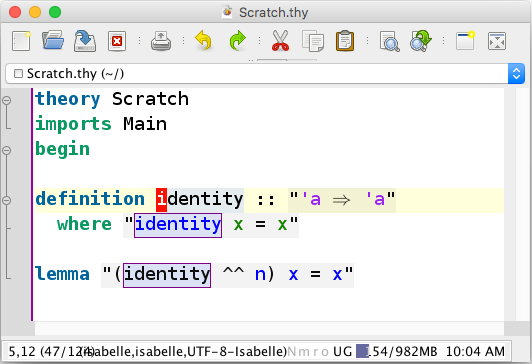 Scratch.thy
Scratch.thy (~/)
theory Scratch
imports Main
begin
definition identity :: "'a ⇒ 'a"
where "identity x = x"
lemma "(identity ^^ n) x = x"
5,12 (47/124) (isabelle,isabelle,UTF-8-Isabelle) N m r o UG 154/982MB 10:04 AM